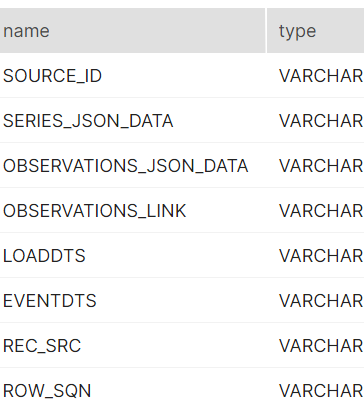 name type
SOURCE_ID VARCHAR
SERIES_JSON_DATA VARCHAR
OBSERVATIONS_JSON_DATA VARCHAR
OBSERVATIONS_LINK VARCHAR
LOADDTS VARCHAR
EVENTDTS VARCHAR
REC_SRC VARCHAR
ROW_SQN VARCHAR